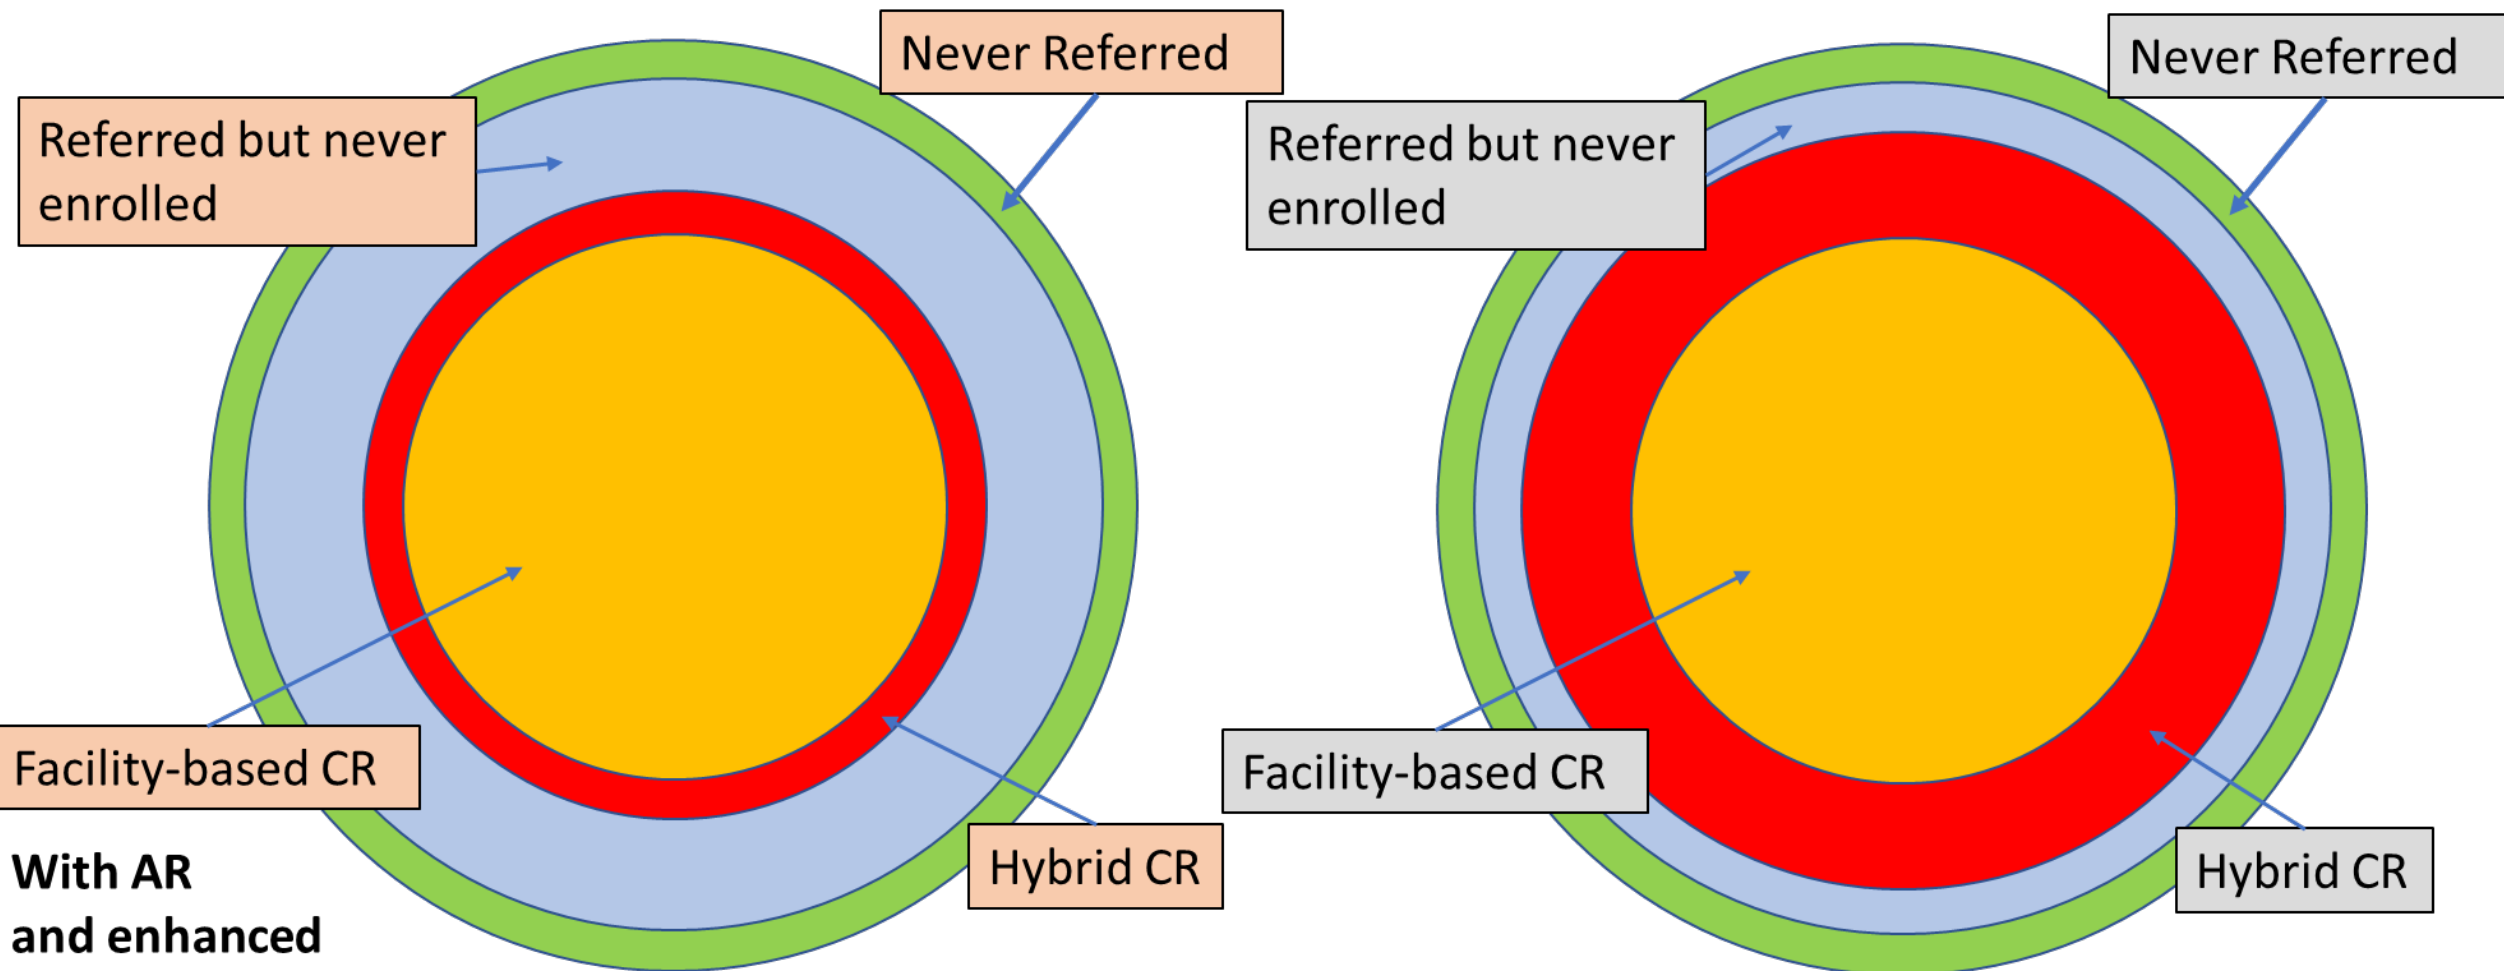 Never Referred
Referred but never
enrolled
Facility-based CR
Hybrid CR
With AR
and enhanced
Never Referred
Referred but never
enrolled
Facility-based CR
Hybrid CR